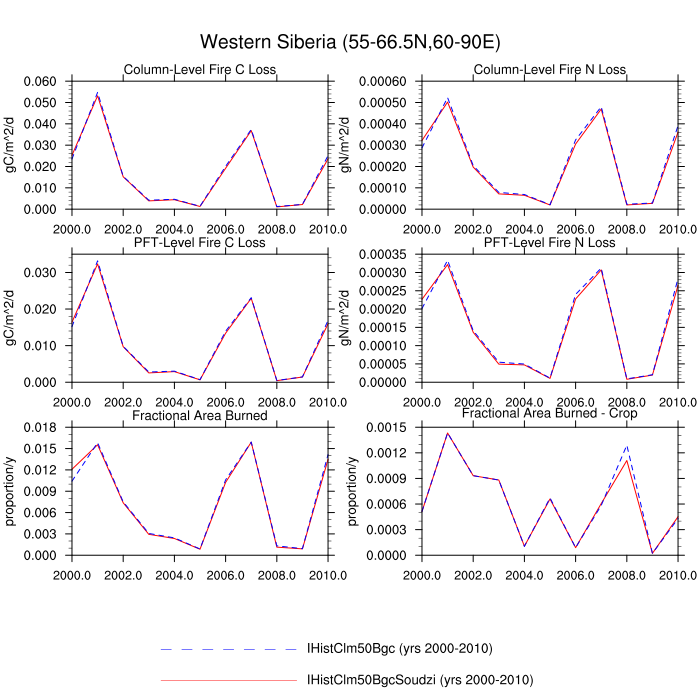 Western Siberia (55-66.5N,60-90E)
Column-Level Fire C Loss
0.060
0.050
0.040
0.030
0.020
0.010
0.000
gC/m^2/d
2000.0 2002.0 2004.0 2006.0 2008.0 2010.0
Column-Level Fire N Loss
0.00060
0.00050
0.00040
0.00030
0.00020
0.00010
0.00000
gN/m^2/d
2000.0 2002.0 2004.0 2006.0 2008.0 2010.0
PFT-Level Fire C Loss
0.030
0.020
0.010
0.000
gC/m^2/d
2000.0 2002.0 2004.0 2006.0 2008.0 2010.0
PFT-Level Fire N Loss
0.00035
0.00030
0.00025
0.00020
0.00015
0.00010
0.00005
0.00000
gN/m^2/d
2000.0 2002.0 2004.0 2006.0 2008.0 2010.0
Fractional Area Burned
0.018
0.015
0.012
0.009
0.006
0.003
0.000
proportion/y
2000.0 2002.0 2004.0 2006.0 2008.0 2010.0
Fractional Area Burned - Crop
0.0015
0.0012
0.0009
0.0006
0.0003
0.0000
proportion/y
2000.0 2002.0 2004.0 2006.0 2008.0 2010.0
IHistClm50Bgc (yrs 2000-2010)
IHistClm50BgcSoudzi (yrs 2000-2010)